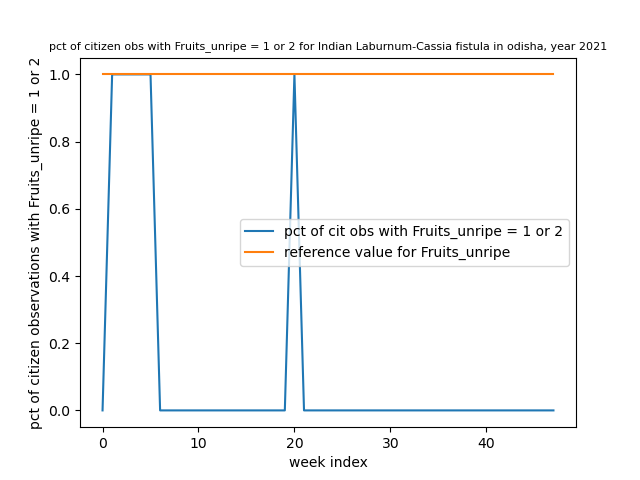 pct of citizen obs with Fruits_unripe = 1 or 2 for Indian Laburnum-Cassia fistula in odisha, year 2021
pct of citizen observations with Fruits_unripe = 1 or 2
1.0
0.8
0.6
0.4
0.2
0.0
pct of cit obs with Fruits_unripe = 1 or 2
reference value for Fruits_unripe
0 10 20 30 40
week index